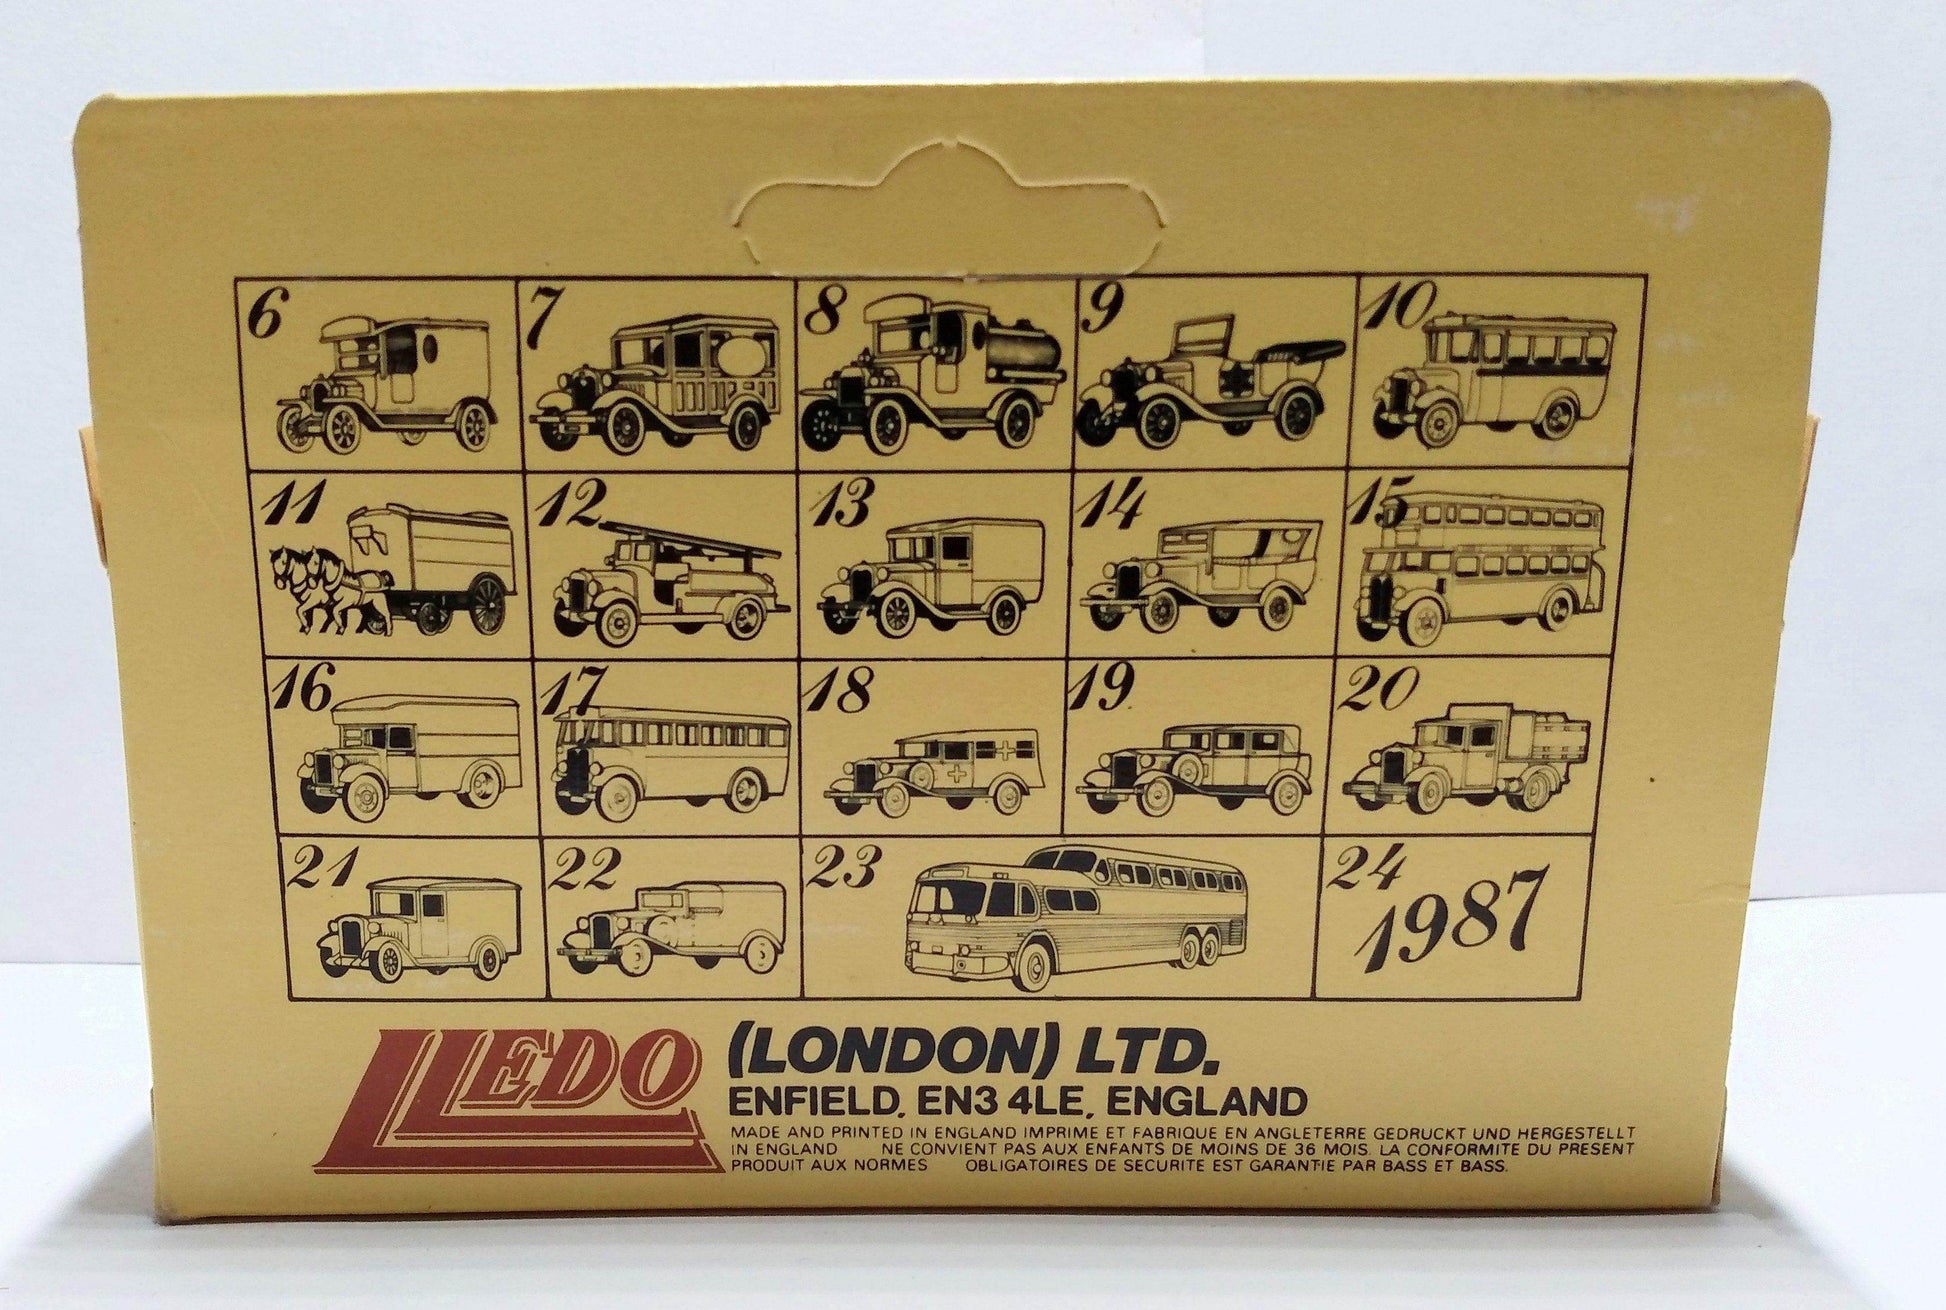 6 7 8 9 10
11 12 13 14 15
16 17 18 19 20
21 22 23 24 1987
LLEDO (LONDON) LTD.
ENFIELD, EN3 4LE, ENGLAND
MADE AND PRINTED IN ENGLAND IMPRIME ET FABRIQUE EN ANGLETERRE GEDRUCKT UND HERGESTELLT
IN ENGLAND NE CONVIENT PAS AUX ENFANTS DE MOINS DE 36 MOIS. LA CONFORMITE DU PRESENT
PRODUIT AUX NORMES OBLIGATOIRES DE SECURITE EST GARANTIE PAR BASS ET BASS.